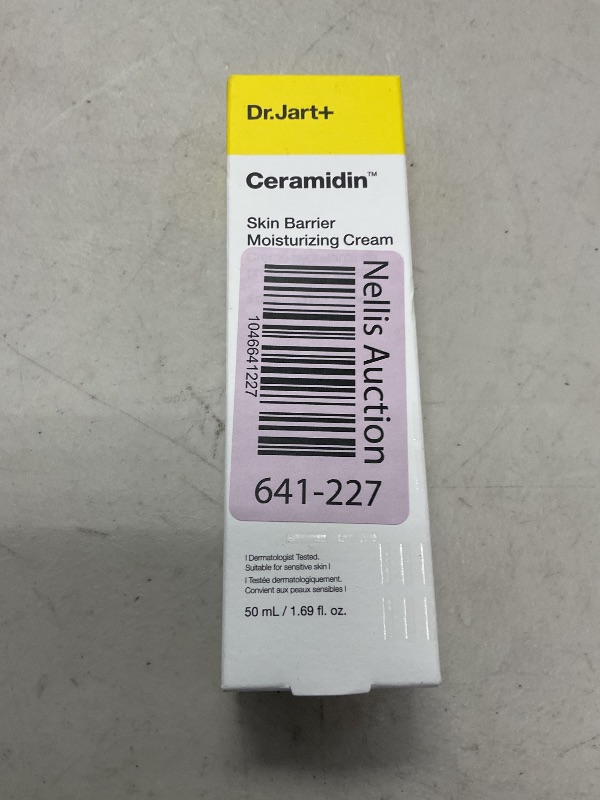 Dr.Jart+
Ceramidin™
Skin Barrier
Moisturizing Cream
Nellis Auction
1046641227
641-227
I Dermatologist Tested.
Suitable for sensitive skin I
I Testée dermatologiquement.
Convient aux peaux sensibles I
50 mL / 1.69 fl. oz.